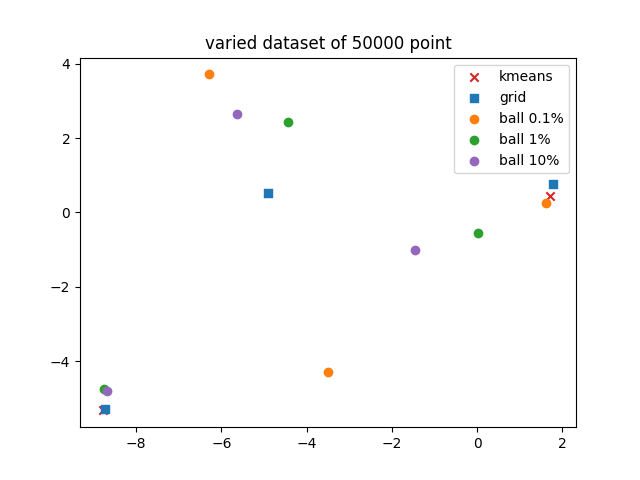 varied dataset of 50000 point
kmeans
grid
ball 0.1%
ball 1%
ball 10%
4
2
0
−2
−4
−8
−6
−4
−2
0
2